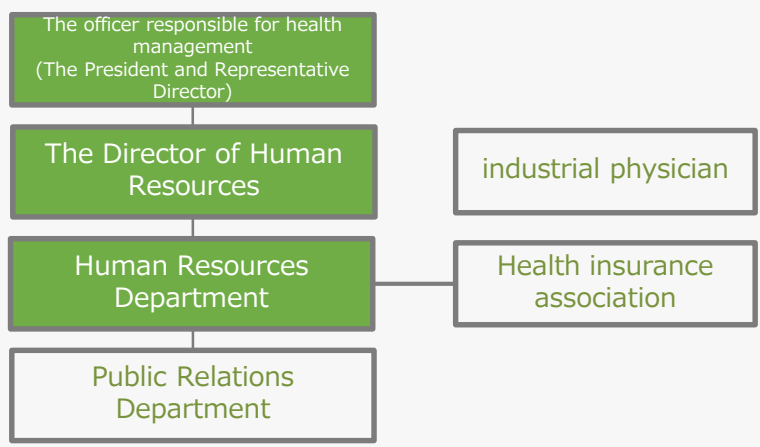 The officer responsible for health
management
(The President and Representative
Director)
The Director of Human
Resources
industrial physician
Human Resources
Department
Health insurance
association
Public Relations
Department